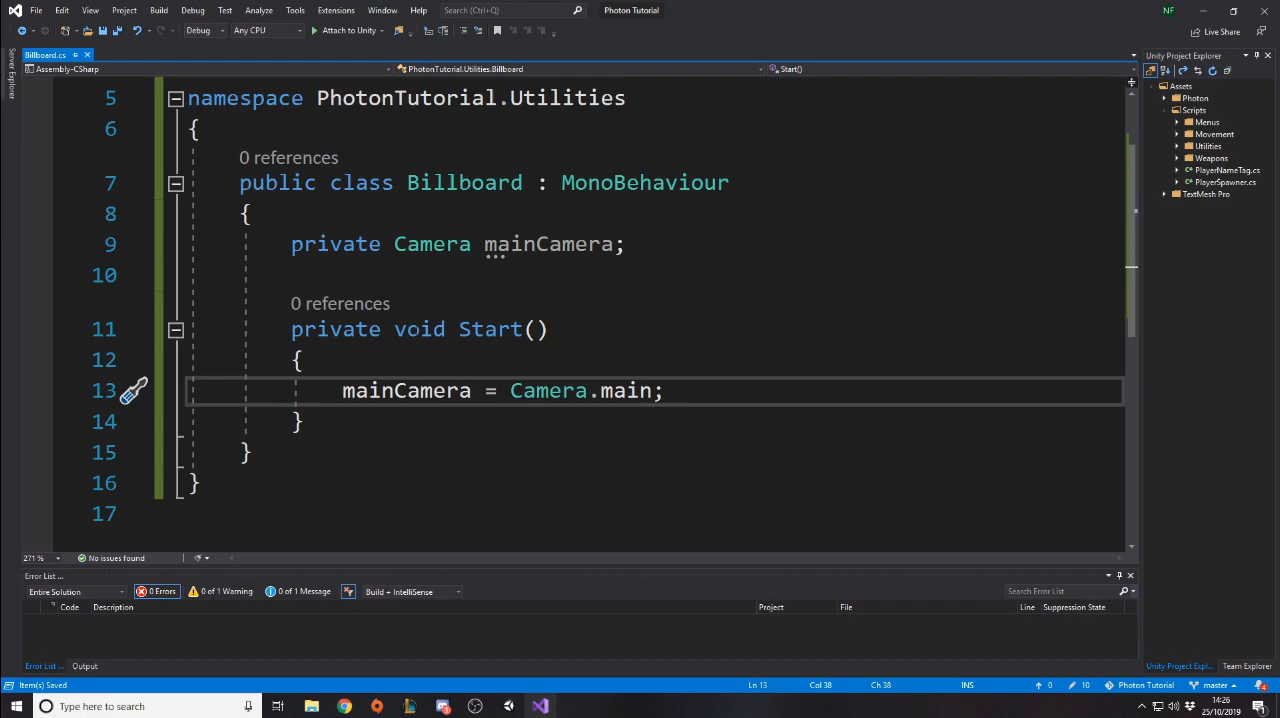 File Edit View Project Build Debug Test Analyze Tools Extensions Window Help Search (Ctrl+Q) Photon Tutorial NF
Debug Any CPU Attach to Unity Live Share
Server Explorer
Billboard.cs
Assembly-CSharp PhotonTutorial.Utilities.Billboard Start()
5 namespace PhotonTutorial.Utilities
6 {
0 references
7 public class Billboard : MonoBehaviour
8 {
9 private Camera mainCamera;
10
0 references
11 private void Start()
12 {
13 mainCamera = Camera.main;
14 }
15 }
16 }
17
Unity Project Explorer
Assets
Photon
Scripts
Menus
Movement
Utilities
Weapons
PlayerNameTag.cs
PlayerSpawner.cs
TextMesh Pro
271 % No issues found
Error List ...
Entire Solution 0 Errors 0 of 1 Warning 0 of 1 Message Build + IntelliSense Search Error List
Code Description Project File Line Suppression State
Error List ... Output Unity Project Expl... Team Explorer
Item(s) Saved Ln 13 Col 38 Ch 38 INS 0 10 Photon Tutorial master 4
Type here to search 14:26
25/10/2019 1